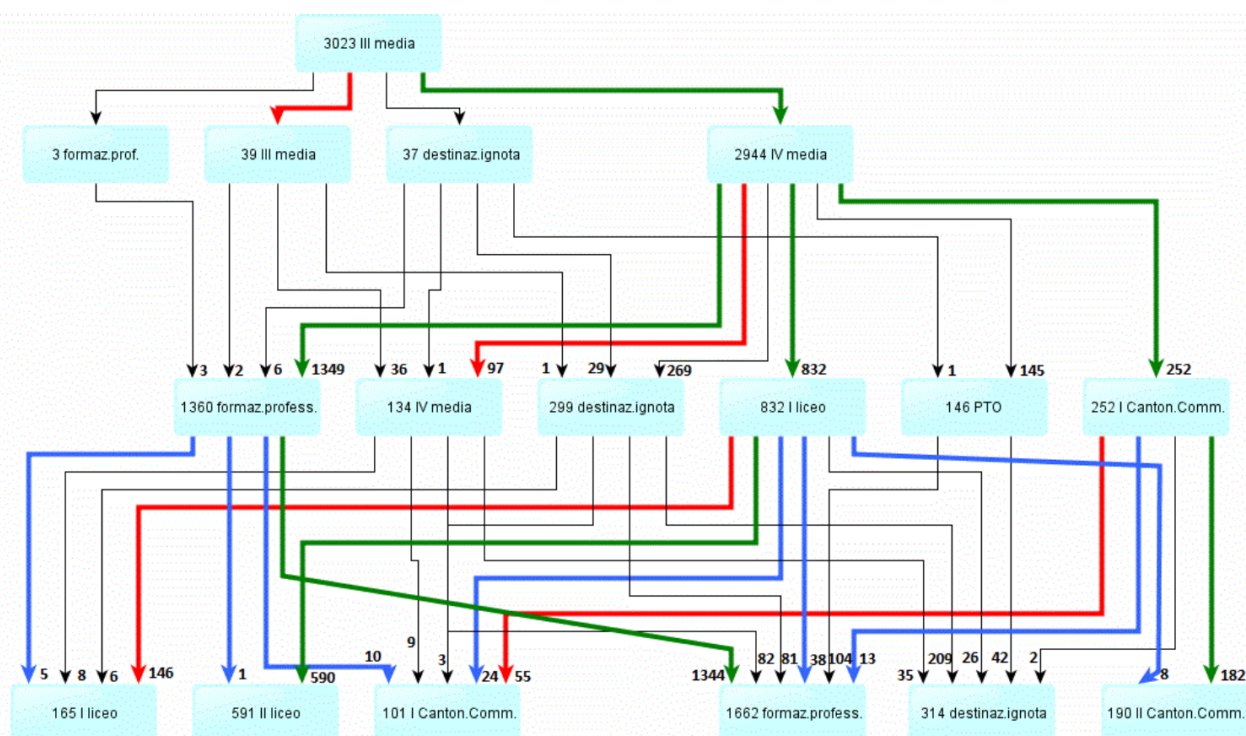 3023 III media
3 formaz.prof.
39 III media
37 destinaz.ignota
2944 IV media
3
2
6
1349
36
1
97
1
29
269
832
1
145
252
1360 formaz.profess.
134 IV media
299 destinaz.ignota
832 I liceo
146 PTO
252 I Canton.Comm.
5
8
6
146
1
590
10
9
3
24
55
1344
82
81
38
104
13
35
209
26
42
2
8
182
165 I liceo
591 II liceo
101 I Canton.Comm.
1662 formaz.profess.
314 destinaz.ignota
190 II Canton.Comm.